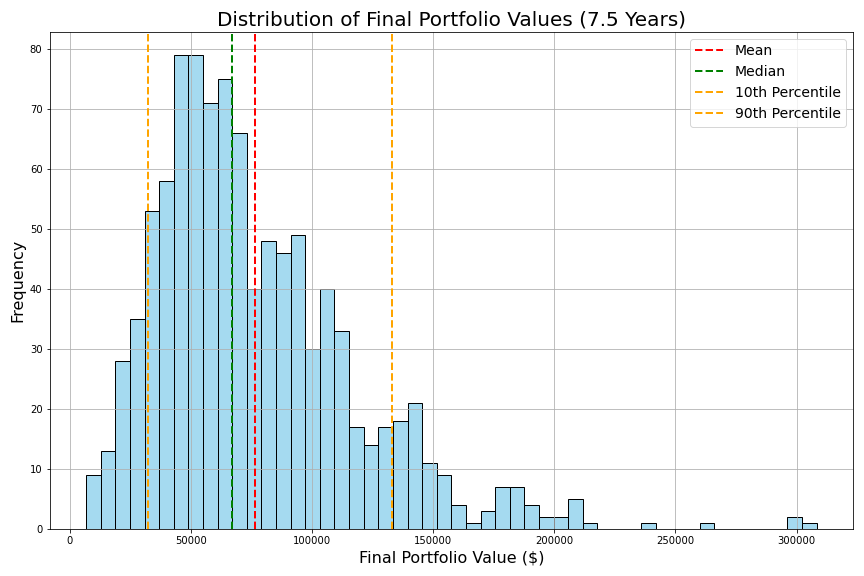 Distribution of Final Portfolio Values (7.5 Years)
Mean
Median
10th Percentile
90th Percentile
80
70
60
50
40
30
20
10
0
Frequency
0 50000 100000 150000 200000 250000 300000
Final Portfolio Value ($)